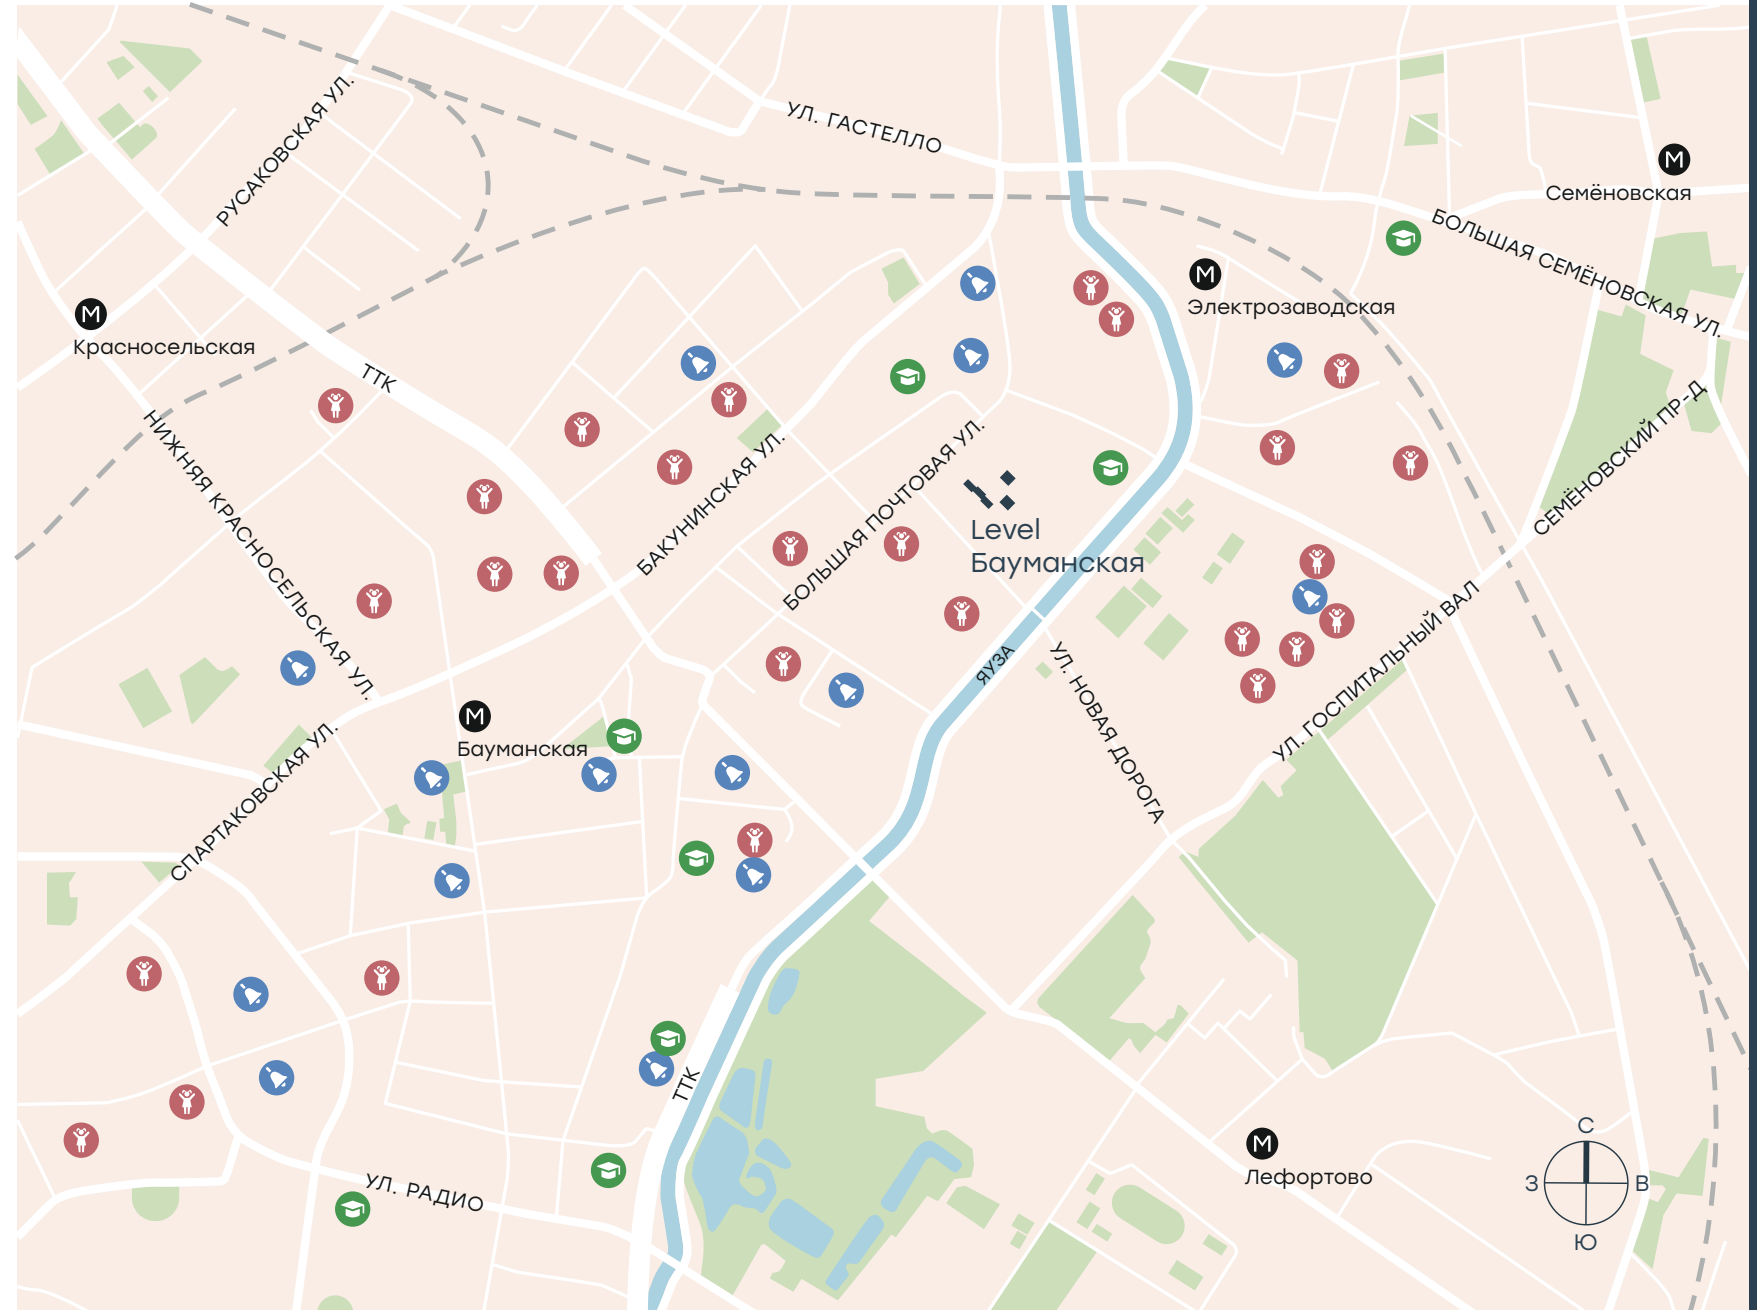 РУСАКОВСКАЯ УЛ.
УЛ. ГАСТЕЛЛО
М
Семёновская
БОЛЬШАЯ СЕМЁНОВСКАЯ УЛ.
М
Электрозаводская
М
Красносельская
ТТК
НИЖНЯЯ КРАСНОСЕЛЬСКАЯ УЛ.
БАКУНИНСКАЯ УЛ.
БОЛЬШАЯ ПОЧТОВАЯ УЛ.
СЕМЁНОВСКИЙ ПР-Д
Level
Бауманская
ЯУЗА
УЛ. НОВАЯ ДОРОГА
УЛ. ГОСПИТАЛЬНЫЙ ВАЛ
М
Бауманская
СПАРТАКОВСКАЯ УЛ.
ТТК
М
Лефортово
УЛ. РАДИО
С
З
В
Ю